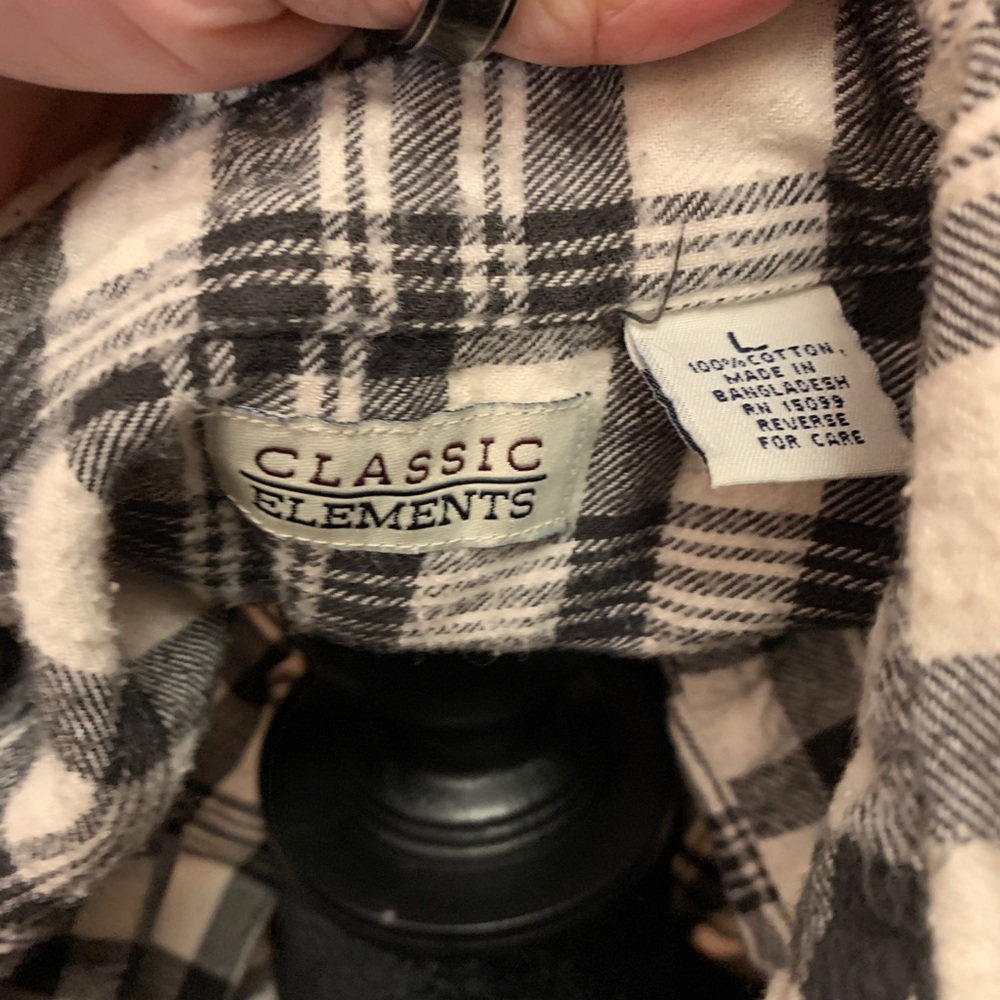 CLASSIC
ELEMENTS
L
100% COTTON
MADE IN
BANGLADESH
RN 15099
REVERSE
FOR CARE